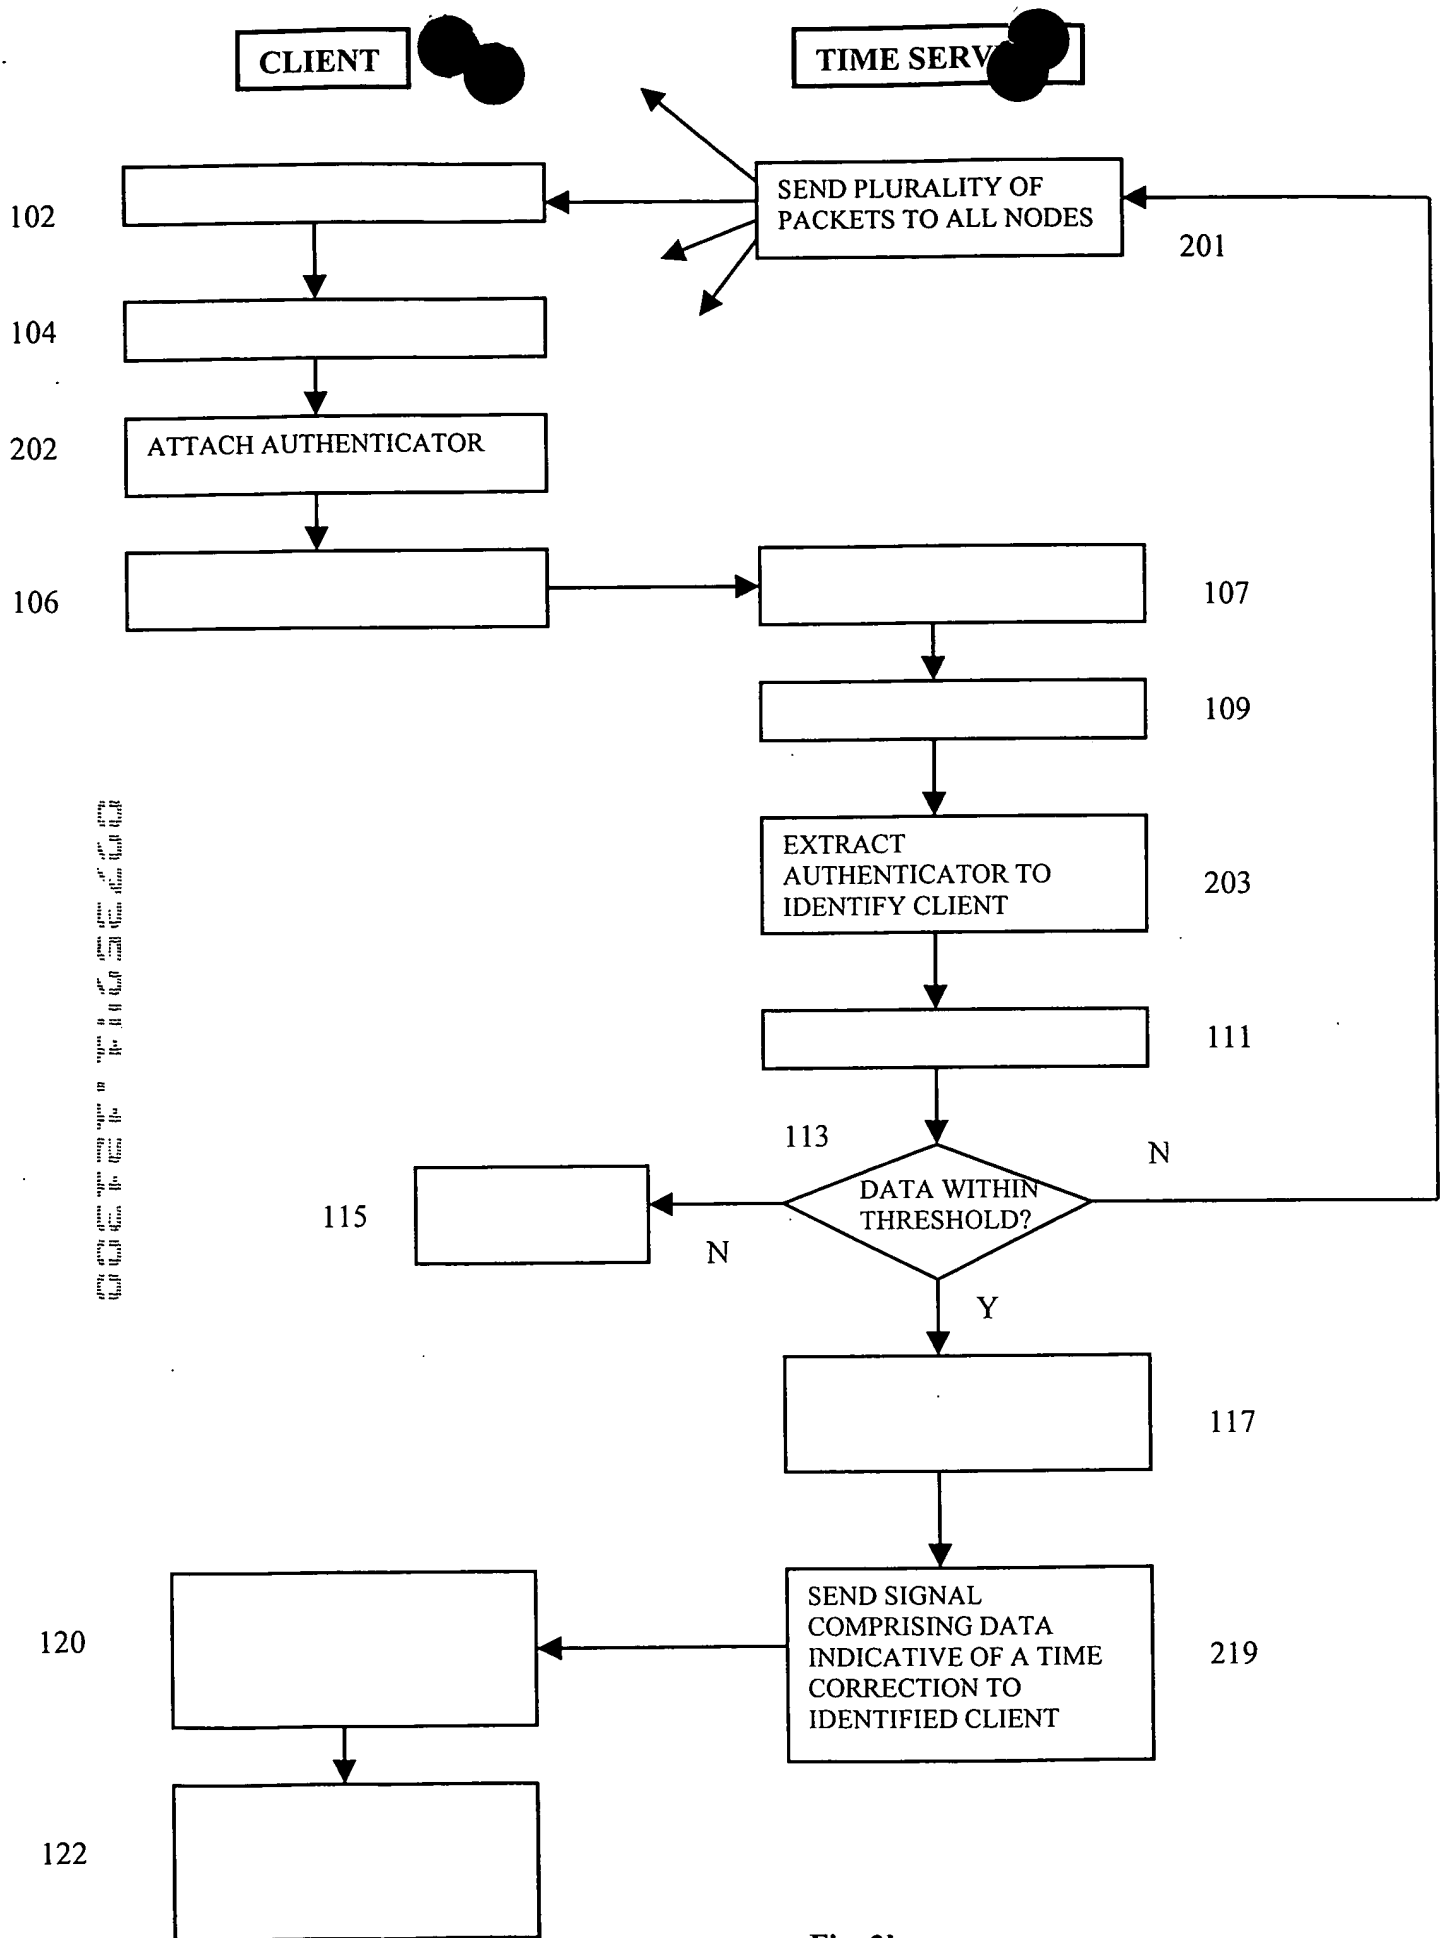 CLIENT
TIME SERV
SEND PLURALITY OF
PACKETS TO ALL NODES
102
201
104
202
ATTACH AUTHENTICATOR
106
107
109
EXTRACT
AUTHENTICATOR TO
IDENTIFY CLIENT
203
111
113
N
DATA WITHIN
THRESHOLD?
115
N
Y
117
SEND SIGNAL
COMPRISING DATA
INDICATIVE OF A TIME
CORRECTION TO
IDENTIFIED CLIENT
120
219
122